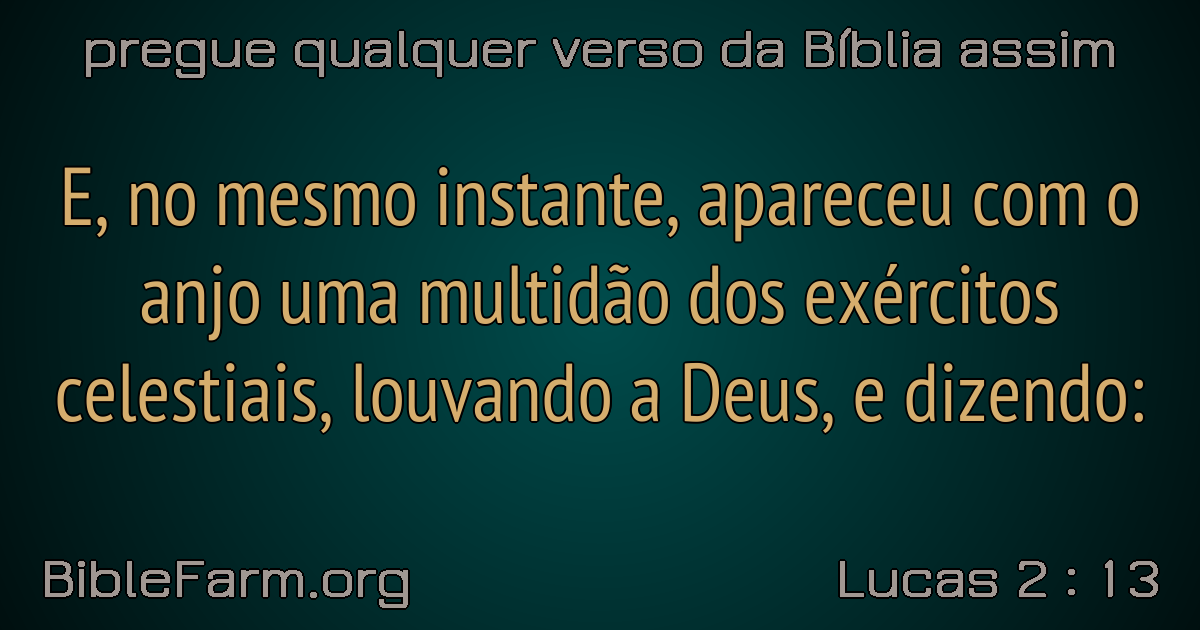 pregue qualquer verso da Bíblia assim
E, no mesmo instante, apareceu com o
anjo uma multidão dos exércitos
celestiais, louvando a Deus, e dizendo:
BibleFarm.org
Lucas 2 : 13